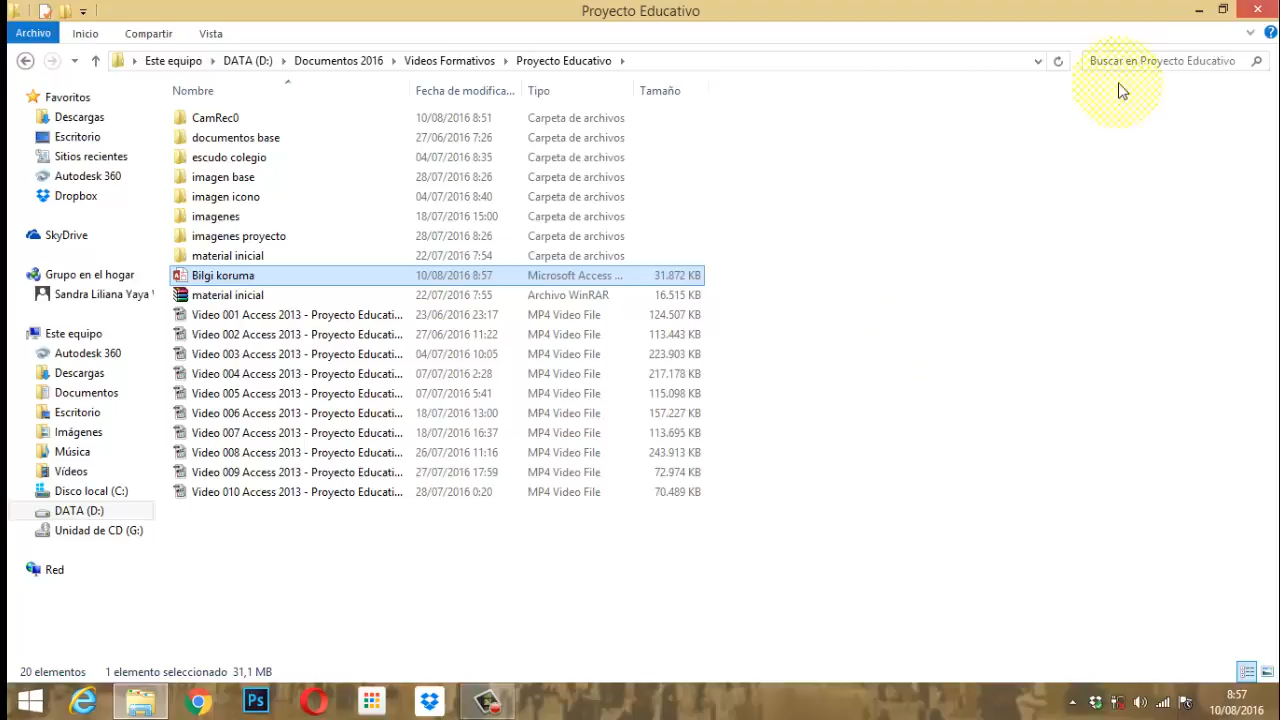 Proyecto Educativo
Archivo Inicio Compartir Vista
Este equipo DATA (D:) Documentos 2016 Videos Formativos Proyecto Educativo Buscar en Proyecto Educativo
Nombre Fecha de modifica... Tipo Tamaño
Favoritos
Descargas
Escritorio
Sitios recientes
Autodesk 360
Dropbox
SkyDrive
Grupo en el hogar
Sandra Liliana Yaya
Este equipo
Autodesk 360
Descargas
Documentos
Escritorio
Imágenes
Música
Vídeos
Disco local (C:)
DATA (D:)
Unidad de CD (G:)
Red
CamRec0 10/08/2016 8:51 Carpeta de archivos
documentos base 27/06/2016 7:26 Carpeta de archivos
escudo colegio 04/07/2016 8:35 Carpeta de archivos
imagen base 28/07/2016 8:26 Carpeta de archivos
imagen icono 04/07/2016 8:40 Carpeta de archivos
imagenes 18/07/2016 15:00 Carpeta de archivos
imagenes proyecto 28/07/2016 8:26 Carpeta de archivos
material inicial 22/07/2016 7:54 Carpeta de archivos
Bilgi koruma 10/08/2016 8:57 Microsoft Access ... 31.872 KB
material inicial 22/07/2016 7:55 Archivo WinRAR 16.515 KB
Video 001 Access 2013 - Proyecto Educati... 23/06/2016 23:17 MP4 Video File 124.507 KB
Video 002 Access 2013 - Proyecto Educati... 27/06/2016 11:22 MP4 Video File 113.443 KB
Video 003 Access 2013 - Proyecto Educati... 04/07/2016 10:05 MP4 Video File 223.903 KB
Video 004 Access 2013 - Proyecto Educati... 07/07/2016 2:28 MP4 Video File 217.178 KB
Video 005 Access 2013 - Proyecto Educati... 07/07/2016 5:41 MP4 Video File 115.098 KB
Video 006 Access 2013 - Proyecto Educati... 18/07/2016 13:00 MP4 Video File 157.227 KB
Video 007 Access 2013 - Proyecto Educati... 18/07/2016 16:37 MP4 Video File 113.695 KB
Video 008 Access 2013 - Proyecto Educati... 26/07/2016 11:16 MP4 Video File 243.913 KB
Video 009 Access 2013 - Proyecto Educati... 27/07/2016 17:59 MP4 Video File 72.974 KB
Video 010 Access 2013 - Proyecto Educati... 28/07/2016 0:20 MP4 Video File 70.489 KB
20 elementos 1 elemento seleccionado 31,1 MB
Ps
8:57
10/08/2016